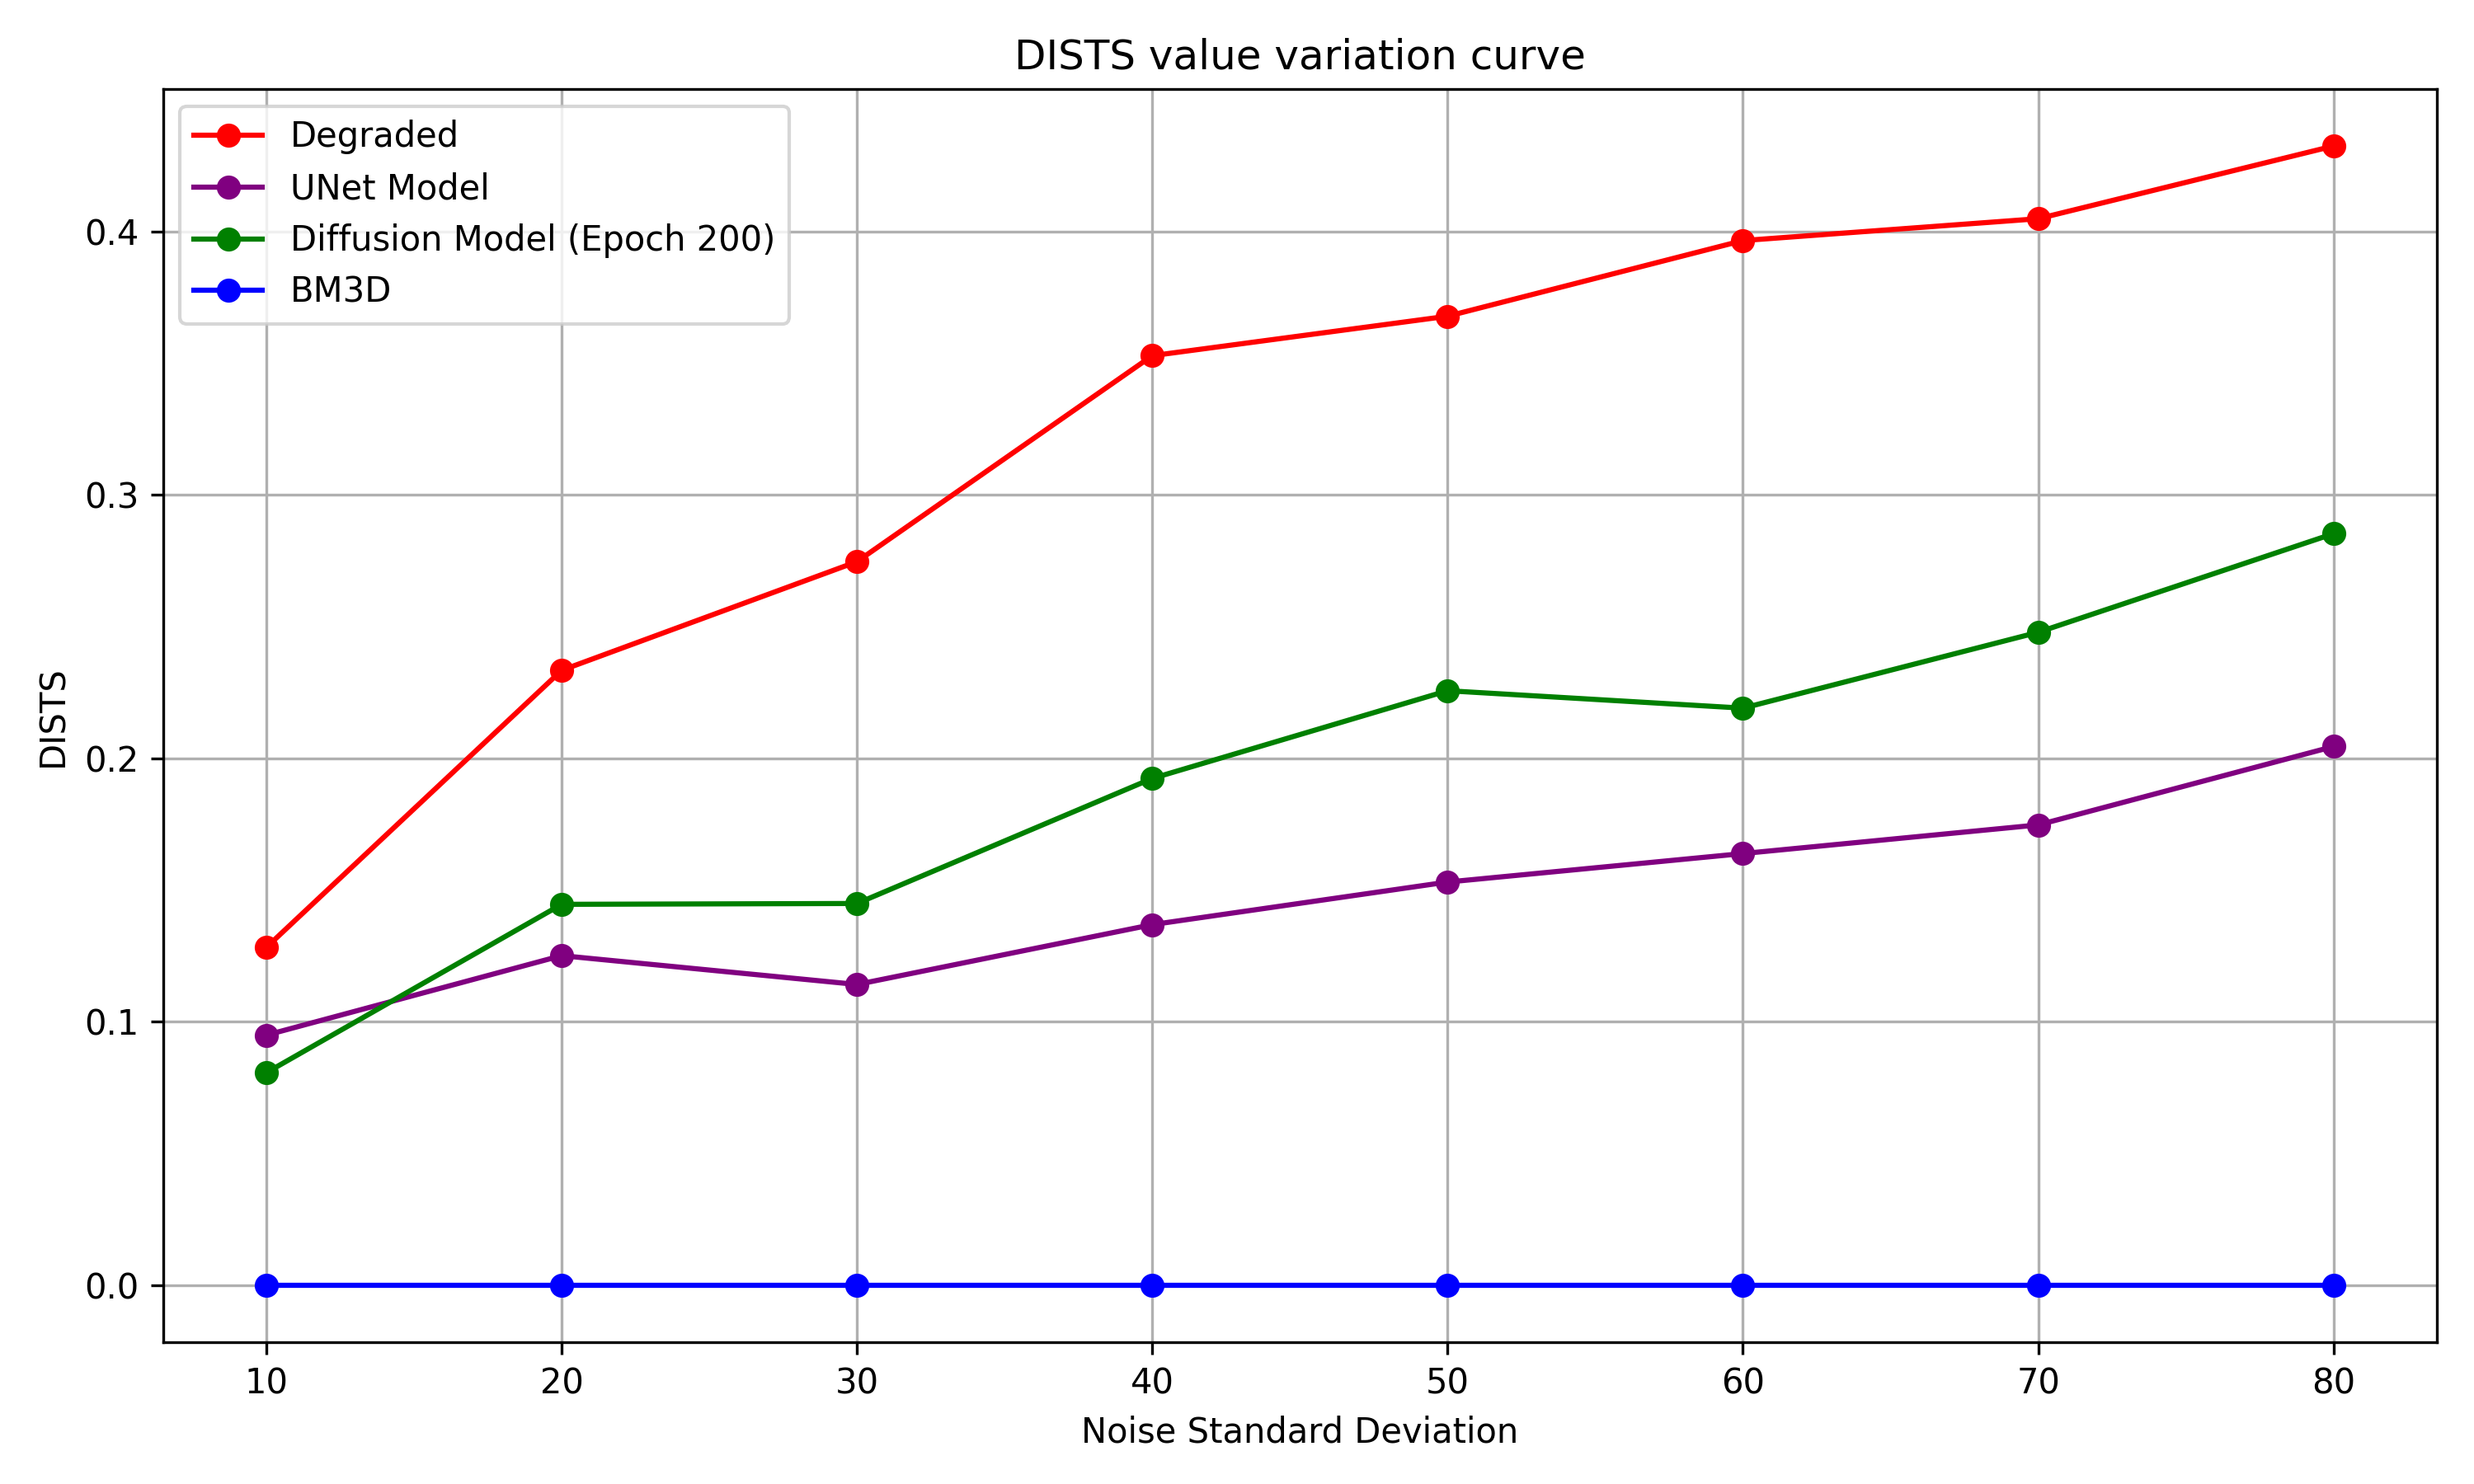 DISTS value variation curve
Degraded
UNet Model
Diffusion Model (Epoch 200)
BM3D
DISTS
0.4
0.3
0.2
0.1
0.0
10 20 30 40 50 60 70 80
Noise Standard Deviation